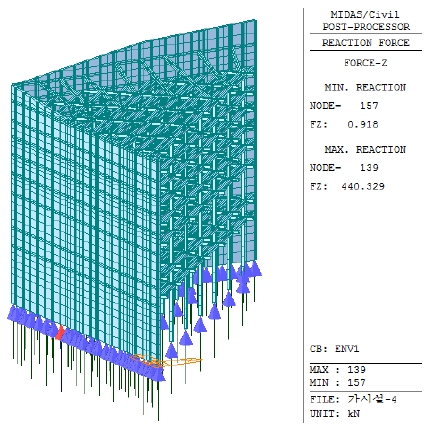 MIDAS/Civil
POST-PROCESSOR
REACTION FORCE
FORCE-Z
MIN. REACTION
NODE= 157
FZ: 0.918
MAX. REACTION
NODE= 139
FZ: 440.329
CB: ENV1
MAX : 139
MIN : 157
FILE: 가시설-4
UNIT: kN